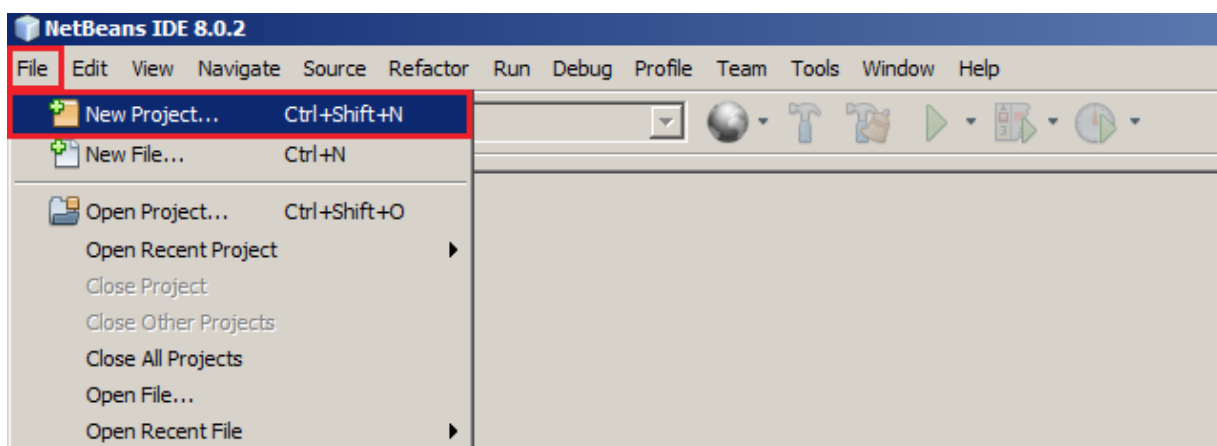 NetBeans IDE 8.0.2
File Edit View Navigate Source Refactor Run Debug Profile Team Tools Window Help
New Project... Ctrl+Shift+N
New File... Ctrl+N
Open Project... Ctrl+Shift+O
Open Recent Project
Close Project
Close Other Projects
Close All Projects
Open File...
Open Recent File